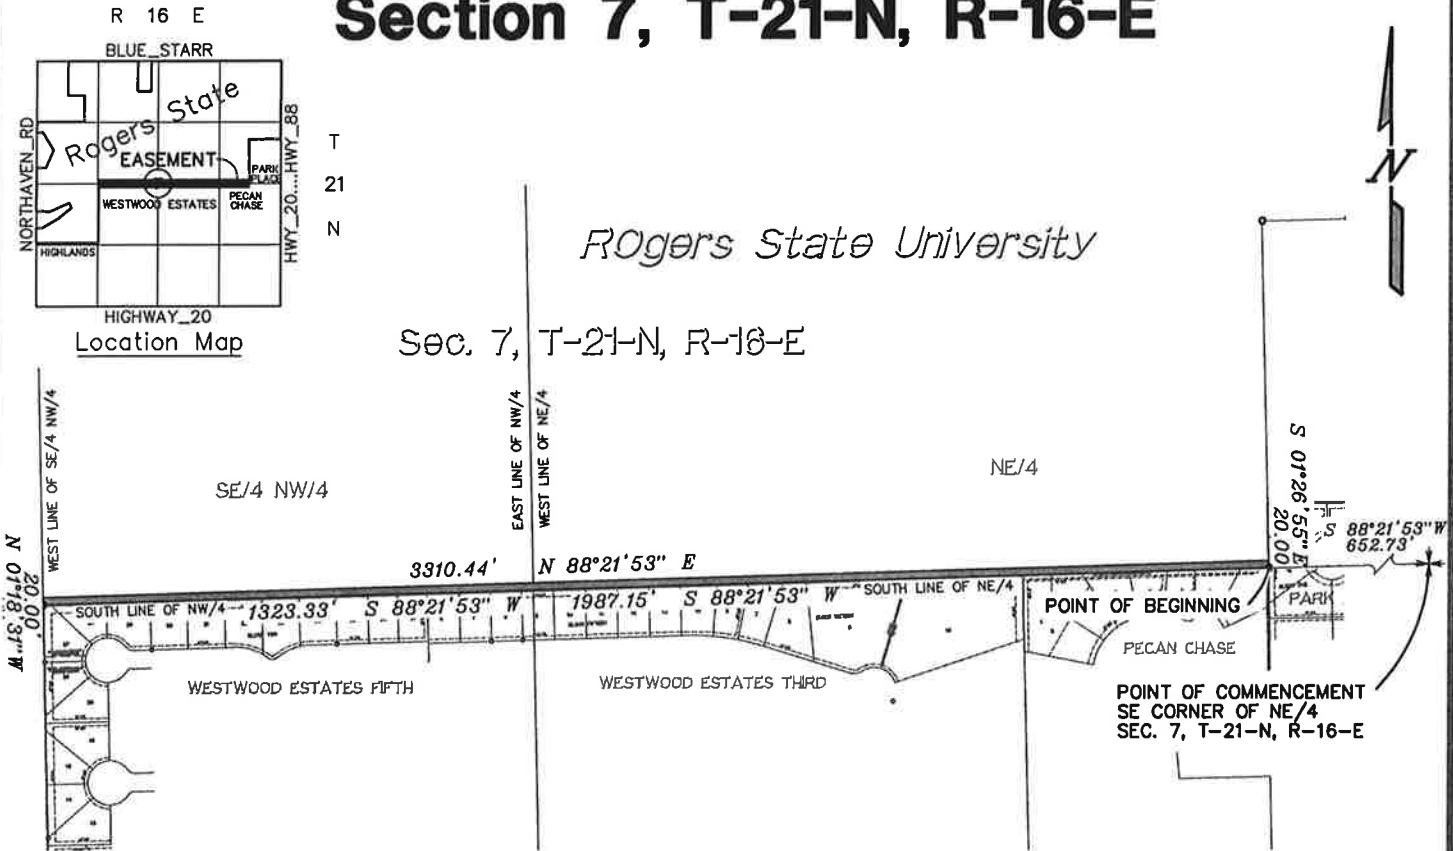 Section 7, T-21-N, R-16-E
R 16 E
BLUE_STARR
Rogers State
NORTHAVEN_RD
HWY_20....HWY_88
EASEMENT
PARK
PLACE
WESTWOOD ESTATES
PECAN
CHASE
HIGHLANDS
HIGHWAY_20
Location Map
T
21
N
N
ROgers State University
Sec. 7, T-21-N, R-16-E
WEST LINE OF SE/4 NW/4
EAST LINE OF NW/4
WEST LINE OF NE/4
SE/4 NW/4
NE/4
S 01°26'55" E
20.00'
S 88°21'53" W
652.73'
3310.44' N 88°21'53" E
N 01°18'31" W
20.00'
SOUTH LINE OF NW/4
1323.33' S 88°21'53" W
1987.15' S 88°21'53" W
SOUTH LINE OF NE/4
POINT OF BEGINNING
PARK
PECAN CHASE
WESTWOOD ESTATES FIFTH
WESTWOOD ESTATES THIRD
POINT OF COMMENCEMENT
SE CORNER OF NE/4
SEC. 7, T-21-N, R-16-E